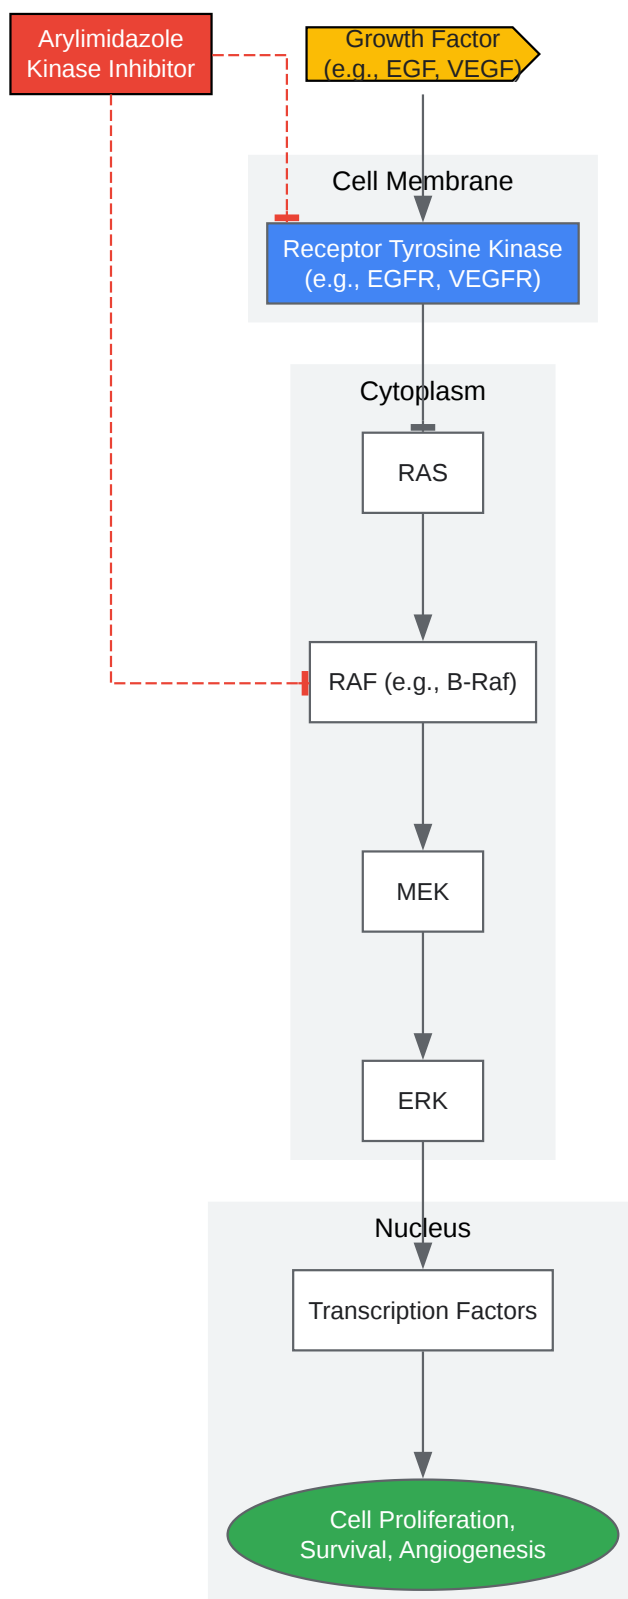 Arylimidazole
Kinase Inhibitor
Growth Factor
(e.g., EGF, VEGF)
Cell Membrane
Receptor Tyrosine Kinase
(e.g., EGFR, VEGFR)
Cytoplasm
RAS
RAF (e.g., B-Raf)
MEK
ERK
Nucleus
Transcription Factors
Cell Proliferation,
Survival, Angiogenesis